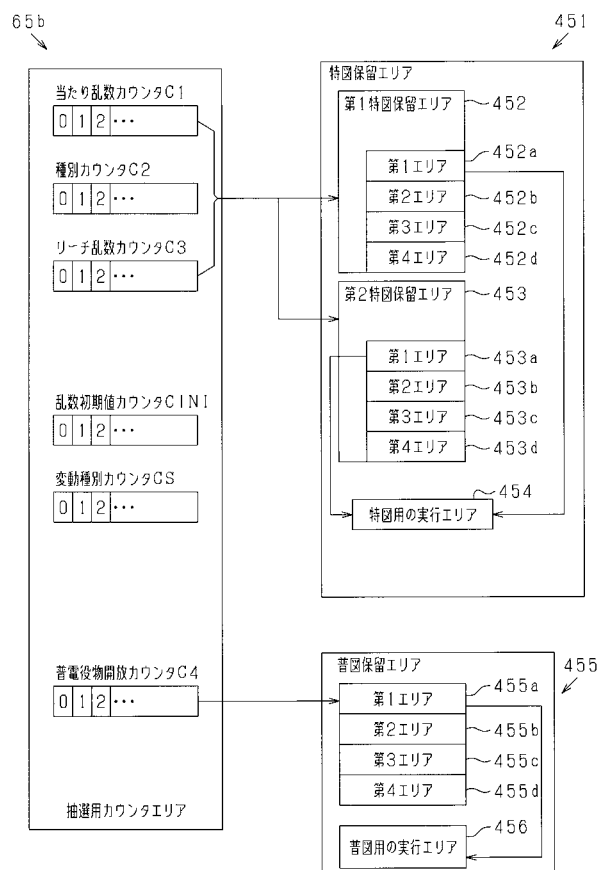 65b
抽選用カウンタエリア
当たり乱数カウンタC1
0 1 2 ･･･
種別カウンタC2
0 1 2 ･･･
リーチ乱数カウンタC3
0 1 2 ･･･
乱数初期値カウンタCINI
0 1 2 ･･･
変動種別カウンタCS
0 1 2 ･･･
普電役物開放カウンタC4
0 1 2 ･･･
451
特図保留エリア
第1特図保留エリア
452
第1エリア
452a
第2エリア
452b
第3エリア
452c
第4エリア
452d
第2特図保留エリア
453
第1エリア
453a
第2エリア
453b
第3エリア
453c
第4エリア
453d
454
特図用の実行エリア
普図保留エリア
455
第1エリア
455a
第2エリア
455b
第3エリア
455c
第4エリア
455d
普図用の実行エリア
456